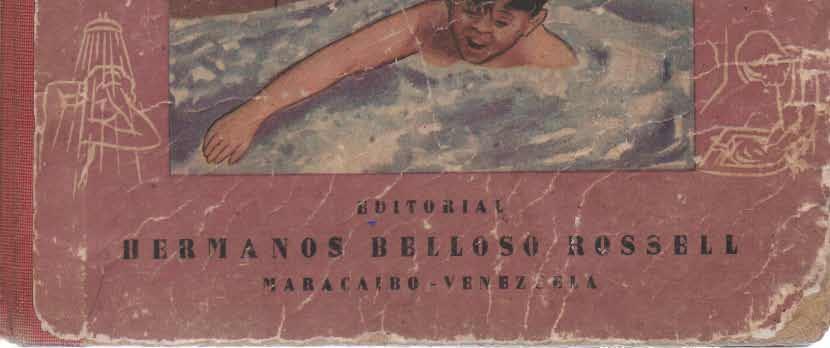 EDITORIAL
HERMANOS BELLOSO ROSSELL
MARACAIBO - VENEZUELA